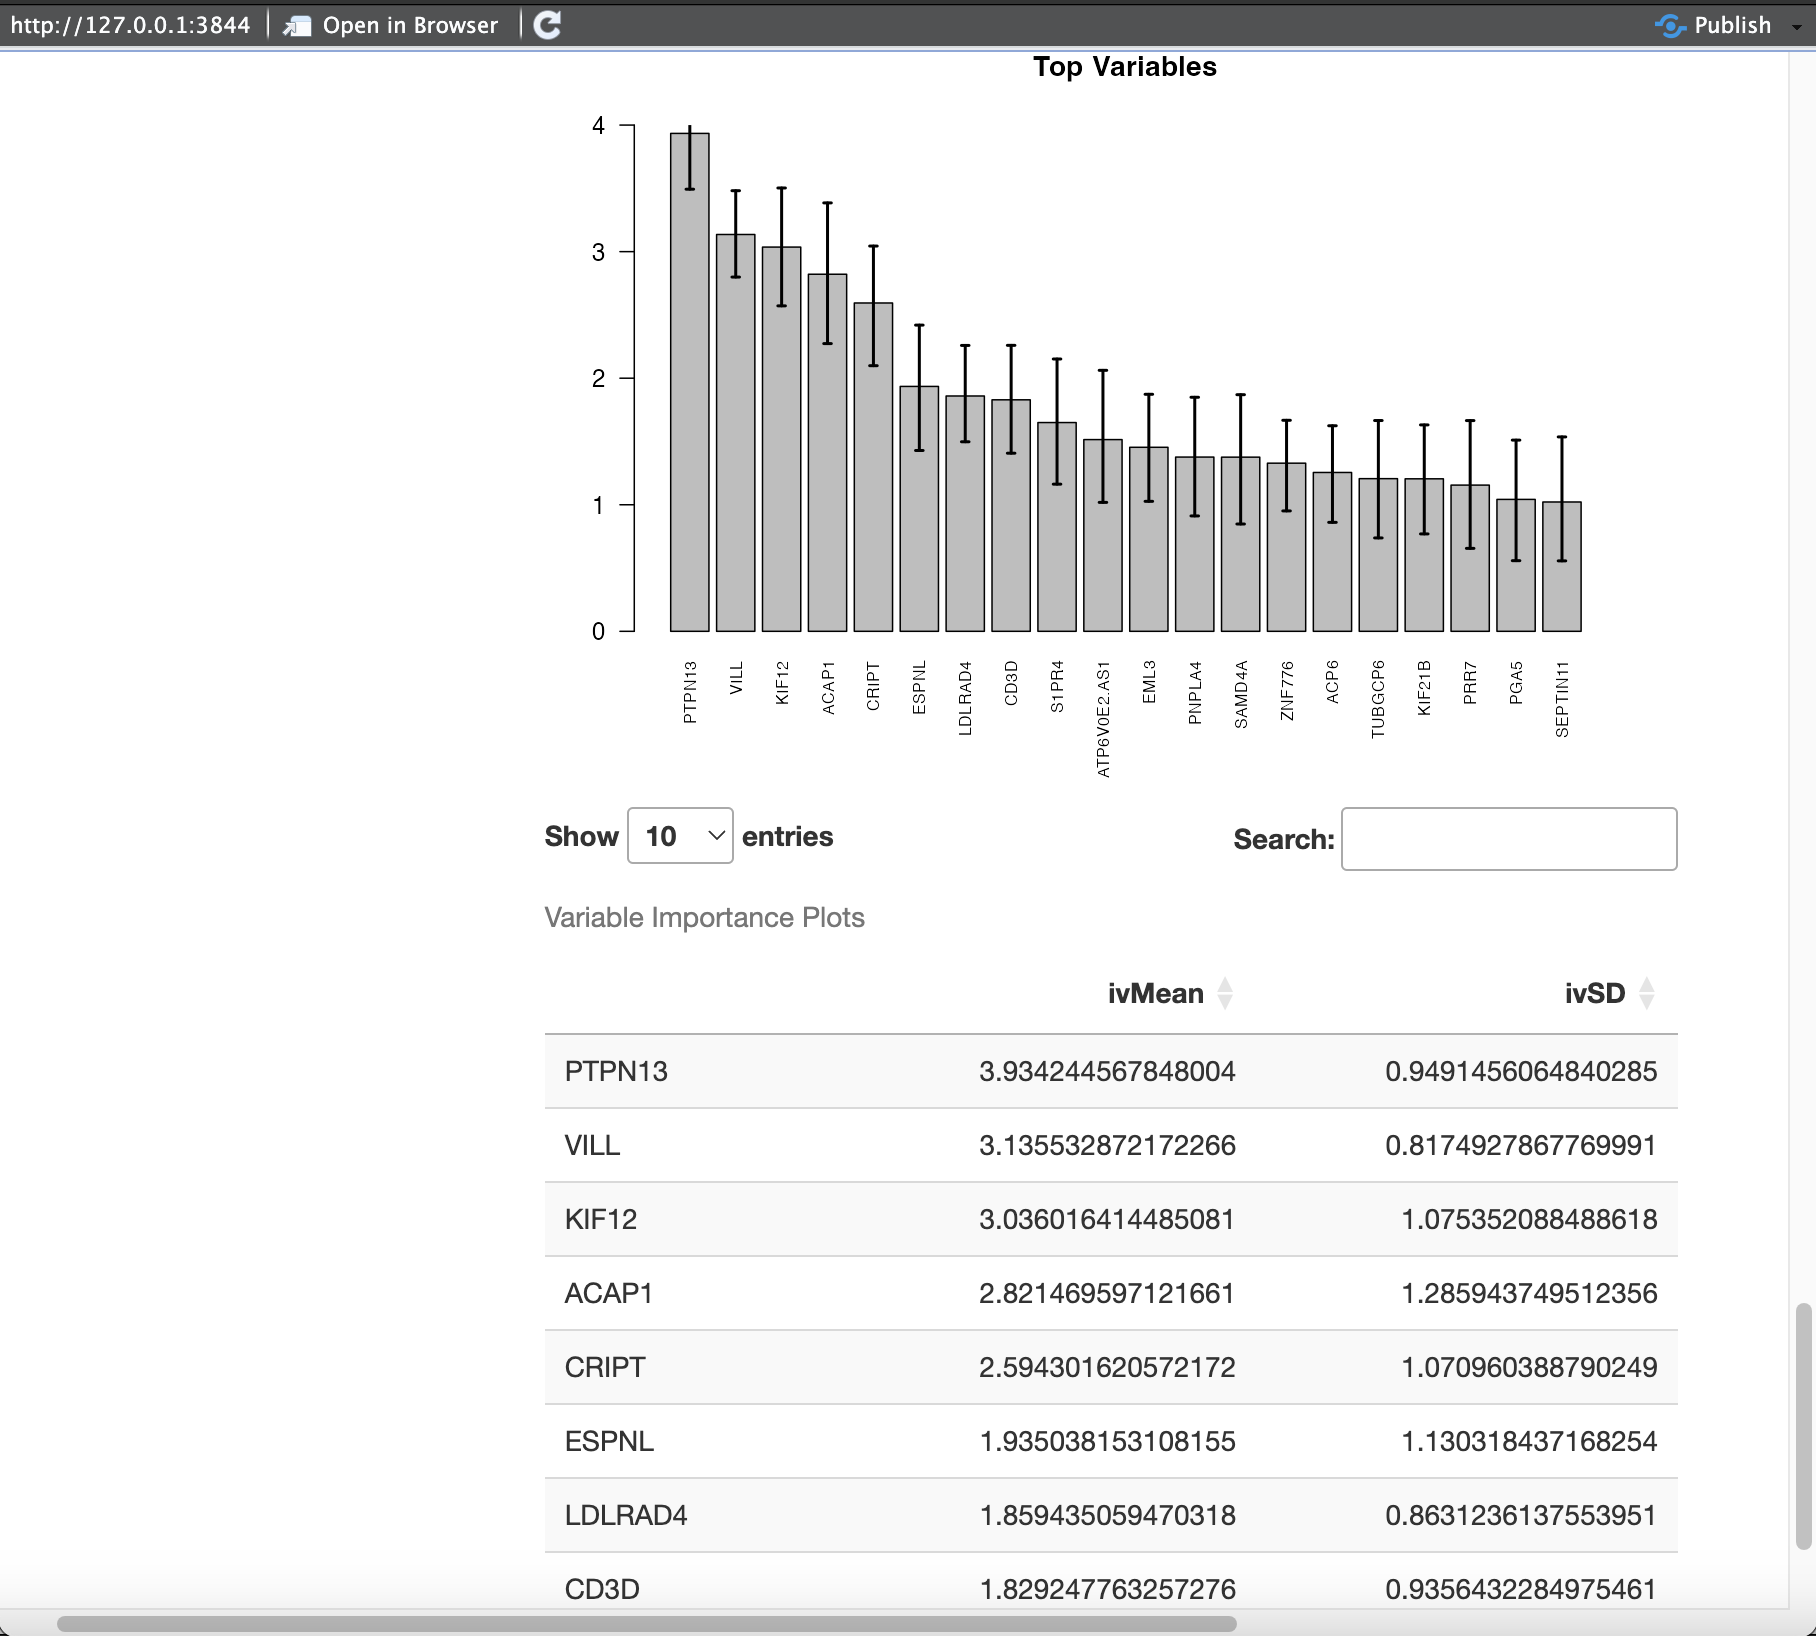 http://127.0.0.1:3844 Open in Browser Publish
Top Variables
4
3
2
1
0
PTPN13
VILL
KIF12
ACAP1
CRIPT
ESPNL
LDLRAD4
CD3D
S1PR4
ATP6V0E2.AS1
EML3
PNPLA4
SAMD4A
ZNF776
ACP6
TUBGCP6
KIF21B
PRR7
PGA5
SEPTIN11
Show 10 entries Search:
Variable Importance Plots
ivMean ivSD
PTPN13 3.934244567848004 0.9491456064840285
VILL 3.135532872172266 0.8174927867769991
KIF12 3.036016414485081 1.075352088488618
ACAP1 2.821469597121661 1.285943749512356
CRIPT 2.594301620572172 1.070960388790249
ESPNL 1.935038153108155 1.130318437168254
LDLRAD4 1.859435059470318 0.8631236137553951
CD3D 1.829247763257276 0.9356432284975461